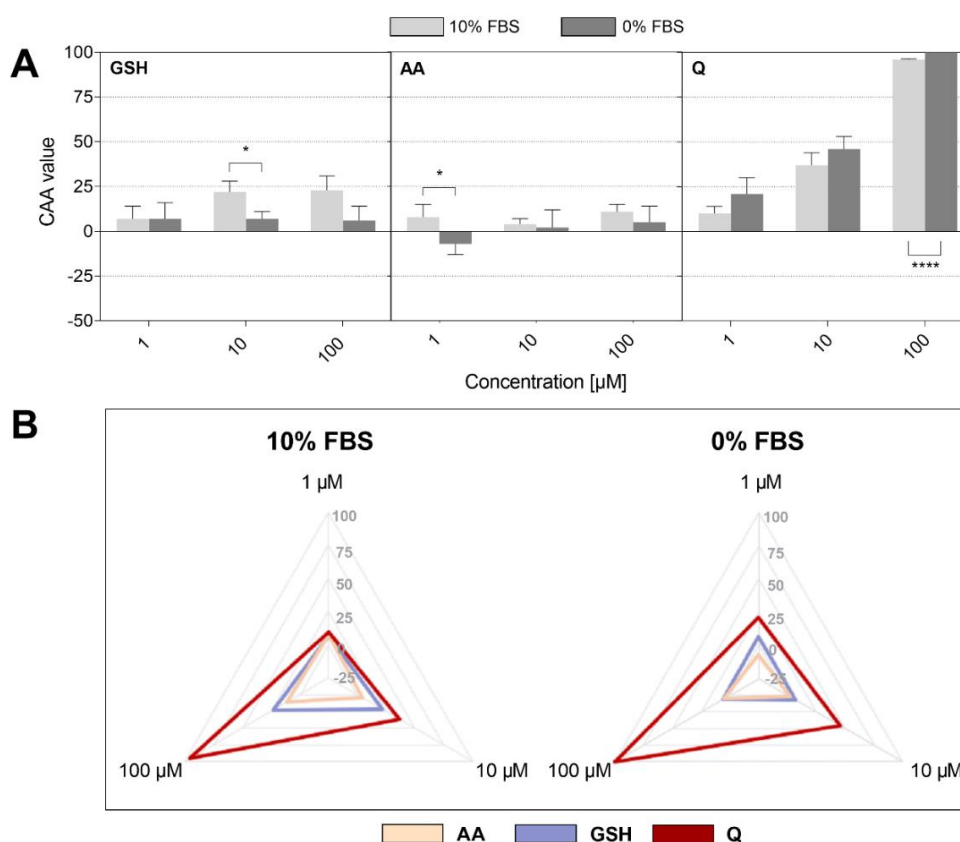 10% FBS 0% FBS
A
GSH AA Q
CAA value
100
75
50
25
0
-25
-50
* * ****
1 10 100 1 10 100 1 10 100
Concentration [µM]
B
10% FBS 0% FBS
1 µM 1 µM
100 100
75 75
50 50
25 25
0 0
-25 -25
100 µM 10 µM 100 µM 10 µM
AA GSH Q